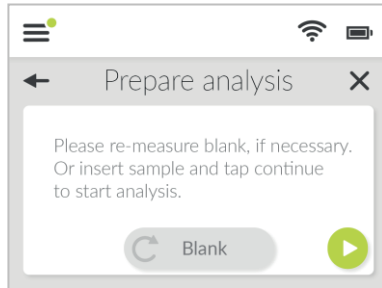 Prepare analysis
Please re-measure blank, if necessary.
Or insert sample and tap continue
to start analysis.
Blank